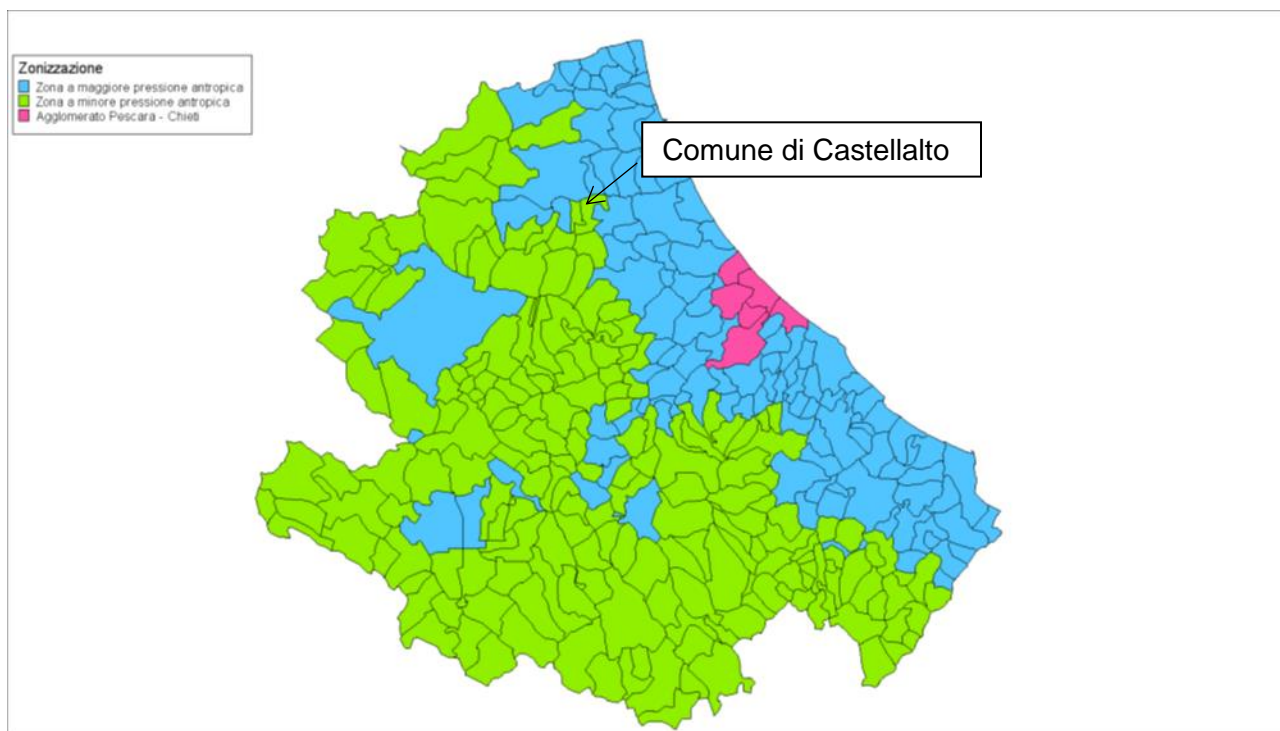 Zonizzazione
Zona a maggiore pressione antropica
Zona a minore pressione antropica
Agglomerato Pescara - Chieti
Comune di Castellalto